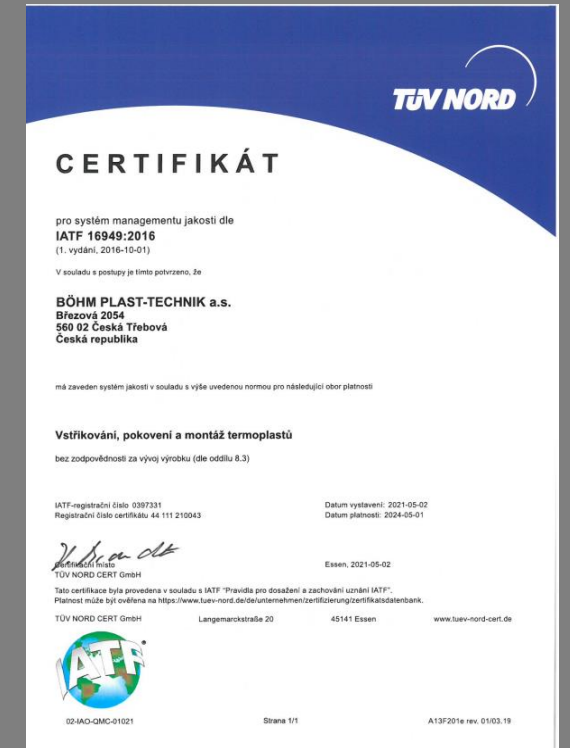 TÜV NORD
CERTIFIKÁT
pro systém managementu jakosti dle
IATF 16949:2016
(1. vydání, 2016-10-01)
V souladu s postupy je tímto potvrzeno, že
BÖHM PLAST-TECHNIK a.s.
Březová 2054
560 02 Česká Třebová
Česká republika
má zaveden systém jakosti v souladu s výše uvedenou normou pro následující obor platnosti
Vstřikování, pokovení a montáž termoplastů
bez zodpovědnosti za vývoj výrobku (dle oddílu 8.3)
IATF-registrační číslo 0397331
Registrační číslo certifikátu 44 111 210043
Datum vystavení: 2021-05-02
Datum platnosti: 2024-05-01
Certifikační místo
TÜV NORD CERT GmbH
Essen, 2021-05-02
Tato certifikace byla provedena v souladu s IATF "Pravidla pro dosažení a zachování uznání IATF".
Platnost může být ověřena na https://www.tuev-nord.de/de/unternehmen/zertifizierung/zertifikatsdatenbank.
TÜV NORD CERT GmbH Langemarckstraße 20 45141 Essen www.tuev-nord-cert.de
IATF
02-IAO-QMC-01021 Strana 1/1 A13F201e rev. 01/03.19